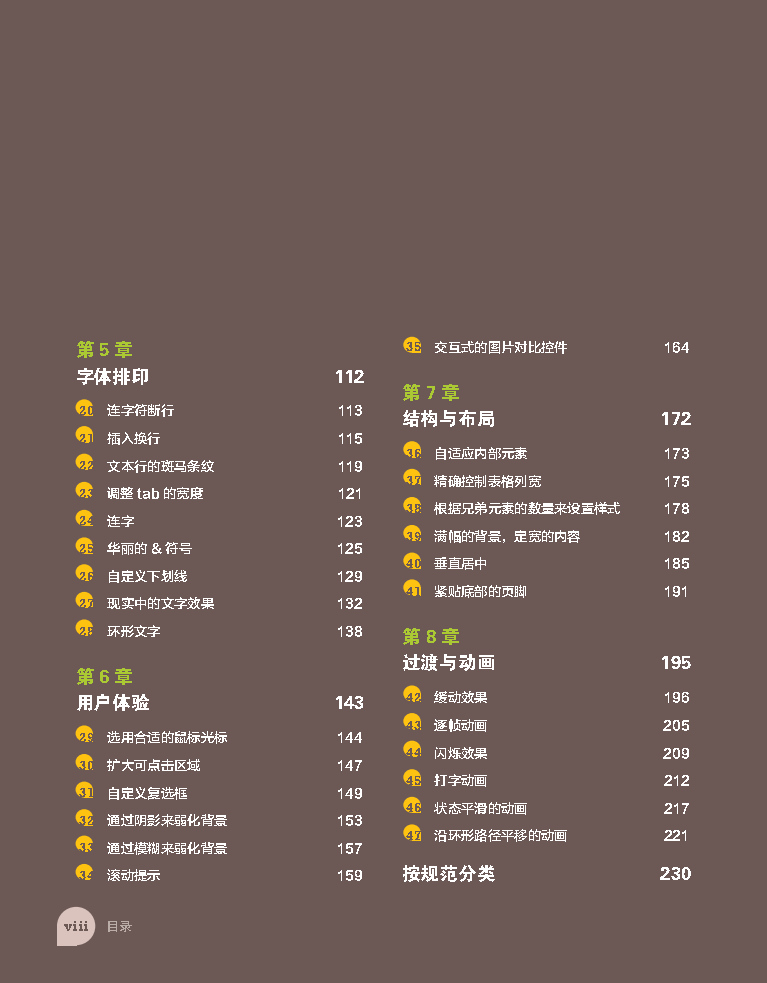 第 5 章
字体排印 112
20 连字符断行 113
21 插入换行 115
22 文本行的斑马条纹 119
23 调整 tab 的宽度 121
24 连字 123
25 华丽的 & 符号 125
26 自定义下划线 129
27 现实中的文字效果 132
28 环形文字 138
第 6 章
用户体验 143
29 选用合适的鼠标光标 144
30 扩大可点击区域 147
31 自定义复选框 149
32 通过阴影来弱化背景 153
33 通过模糊来弱化背景 157
34 滚动提示 159
35 交互式的图片对比控件 164
第 7 章
结构与布局 172
36 自适应内部元素 173
37 精确控制表格列宽 175
38 根据兄弟元素的数量来设置样式 178
39 满幅的背景，定宽的内容 182
40 垂直居中 185
41 紧贴底部的页脚 191
第 8 章
过渡与动画 195
42 缓动效果 196
43 逐帧动画 205
44 闪烁效果 209
45 打字动画 212
46 状态平滑的动画 217
47 沿环形路径平移的动画 221
按规范分类 230
viii 目录